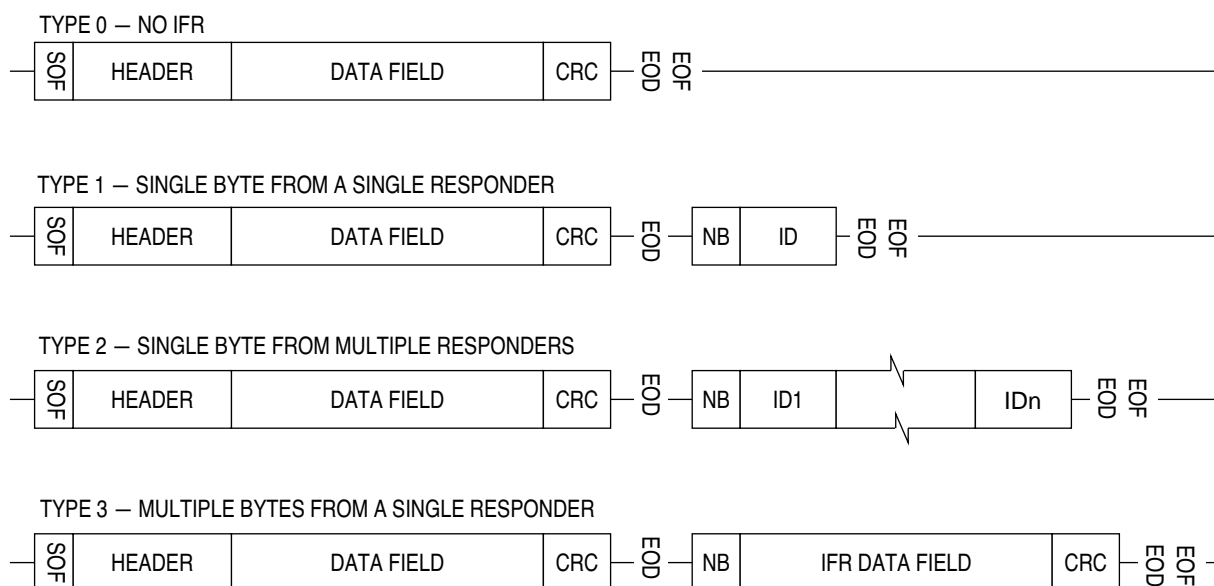 TYPE 0 — NO IFR
SOF HEADER DATA FIELD CRC EOD EOF
TYPE 1 — SINGLE BYTE FROM A SINGLE RESPONDER
SOF HEADER DATA FIELD CRC EOD NB ID EOD EOF
TYPE 2 — SINGLE BYTE FROM MULTIPLE RESPONDERS
SOF HEADER DATA FIELD CRC EOD NB ID1 IDn EOD EOF
TYPE 3 — MULTIPLE BYTES FROM A SINGLE RESPONDER
SOF HEADER DATA FIELD CRC EOD NB IFR DATA FIELD CRC EOD EOF